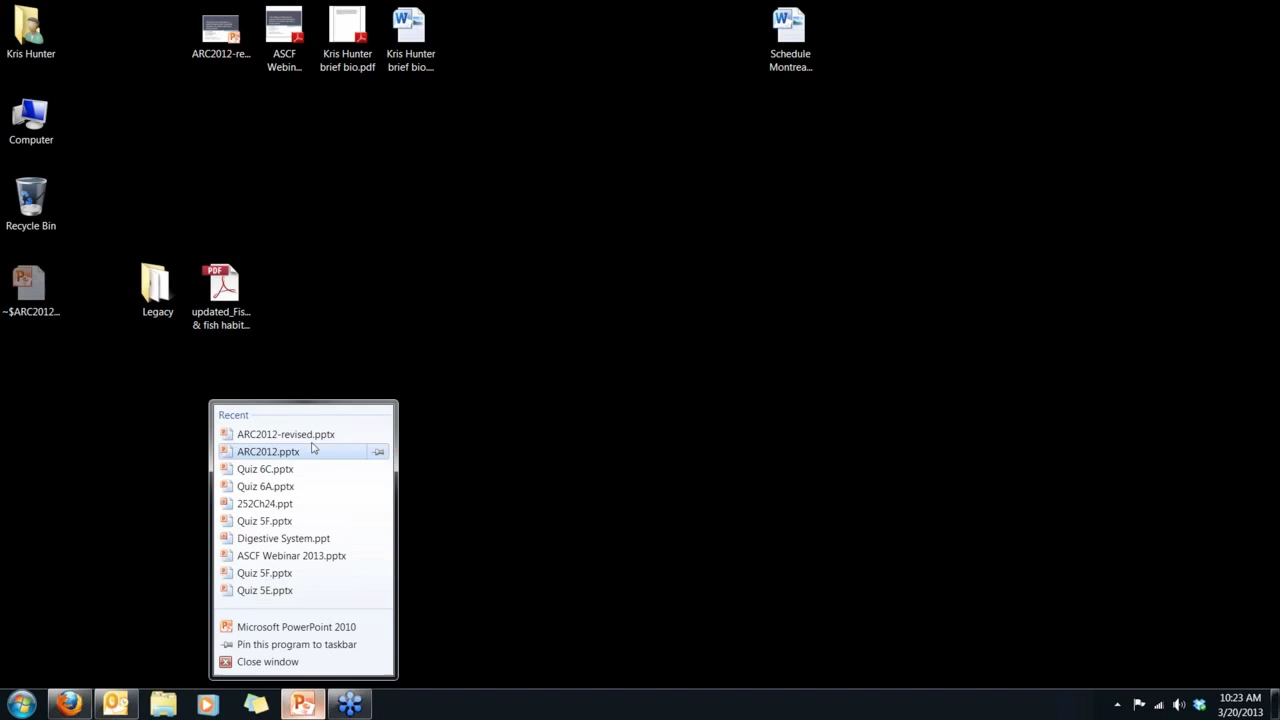 Kris Hunter
ARC2012-re...
ASCF
Webin...
Kris Hunter
brief bio.pdf
Kris Hunter
brief bio....
Schedule
Montrea...
Computer
Recycle Bin
~$ARC2012...
Legacy
PDF
updated_Fis...
& fish habit...
Recent
ARC2012-revised.pptx
ARC2012.pptx
Quiz 6C.pptx
Quiz 6A.pptx
252Ch24.ppt
Quiz 5F.pptx
Digestive System.ppt
ASCF Webinar 2013.pptx
Quiz 5F.pptx
Quiz 5E.pptx
Microsoft PowerPoint 2010
Pin this program to taskbar
Close window
10:23 AM
3/20/2013